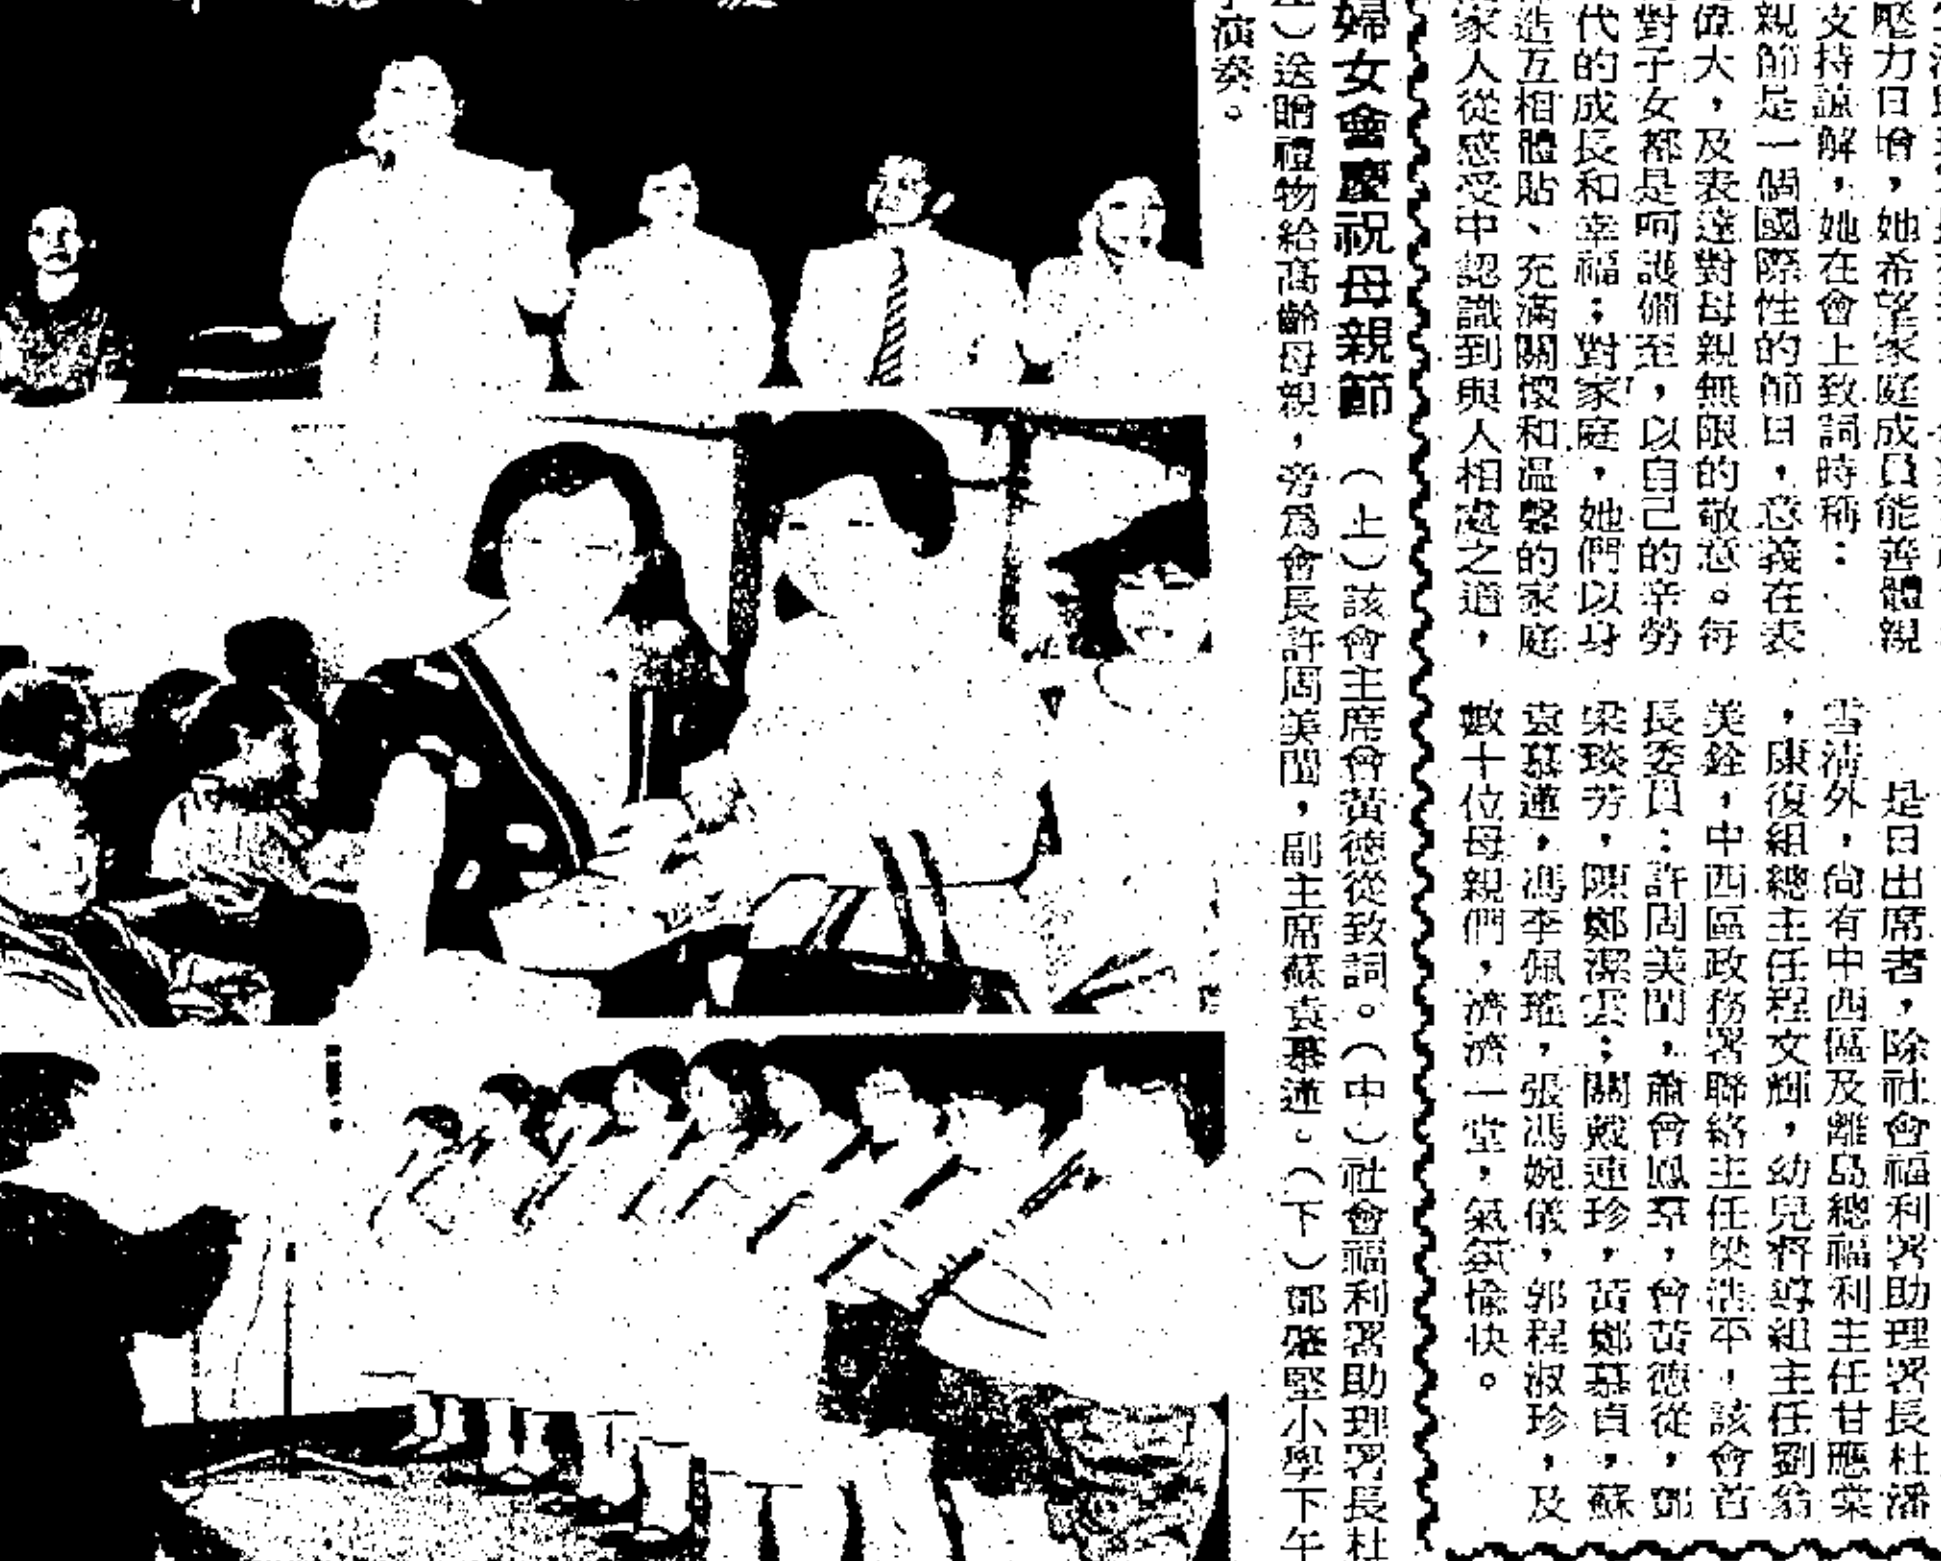 壓力日增，她希望家庭成員能善體親
支持諒解，她在會上致詞時稱：
親節是一個國際性的節日，意義在表
偉大，及表達對母親無限的敬意。每
對子女都是呵護備至，以自己的辛勞
代的成長和幸福；對家庭，她們以身
造互相體貼、充滿關懷和溫馨的家庭
家人從感受中認識到與人相處之道，
是日出席者，除社會福利署助理署長杜潘
雪清外，尚有中西區及離島總福利主任甘應棠
，康復組總主任程文輝，幼兒督導組主任劉翁
美銓，中西區政務署聯絡主任梁浩平，該會首
長委員：許周美閏，蕭曾鳳羣，曾黃德從，鄧
梁琰芳，陳鄭潔雲；關戴連珍，黃鄭慕貞，蘇
袁慕蓮，馮李佩瑤，張馮婉儀，郭程淑珍，及
數十位母親們，濟濟一堂，氣氛愉快。
婦女會慶祝母親節 （上）該會主席曾黃德從致詞。（中）社會福利署助理署長杜
）送贈禮物給高齡母親，旁為會長許周美閏，副主席蘇袁慕蓮。（下）鄧肇堅小學下午
演奏。